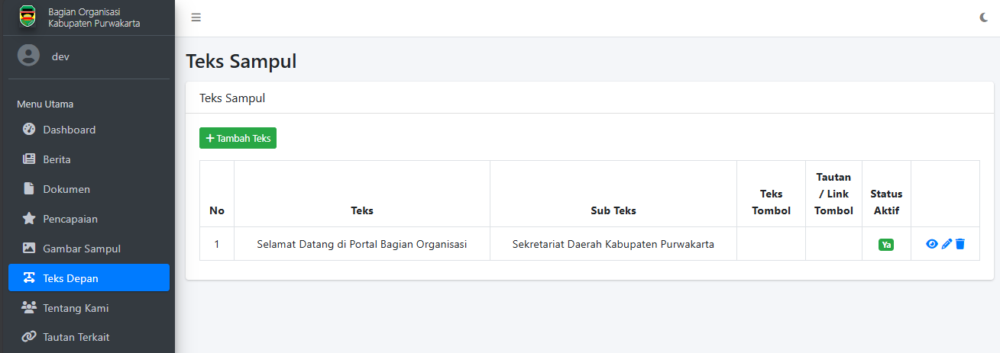 Bagian Organisasi
Kabupaten Purwakarta
dev
Menu Utama
Dashboard
Berita
Dokumen
Pencapaian
Gambar Sampul
Teks Depan
Tentang Kami
Tautan Terkait
Teks Sampul
Teks Sampul
Tambah Teks
No
Teks
Sub Teks
Teks
Tombol
Tautan
/ Link
Tombol
Status
Aktif
1
Selamat Datang di Portal Bagian Organisasi
Sekretariat Daerah Kabupaten Purwakarta
Ya